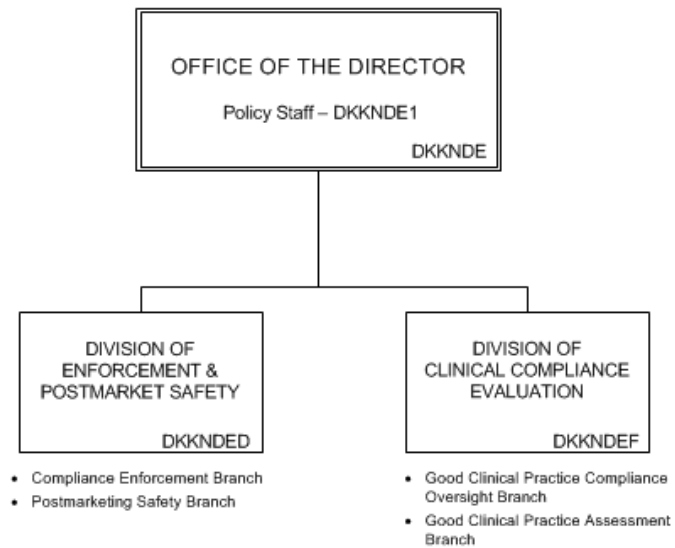 OFFICE OF THE DIRECTOR
Policy Staff – DKKNDE1
DKKNDE
DIVISION OF
ENFORCEMENT &
POSTMARKET SAFETY
DKKNDED
• Compliance Enforcement Branch
• Postmarketing Safety Branch
DIVISION OF
CLINICAL COMPLIANCE
EVALUATION
DKKNDEF
• Good Clinical Practice Compliance
Oversight Branch
• Good Clinical Practice Assessment
Branch